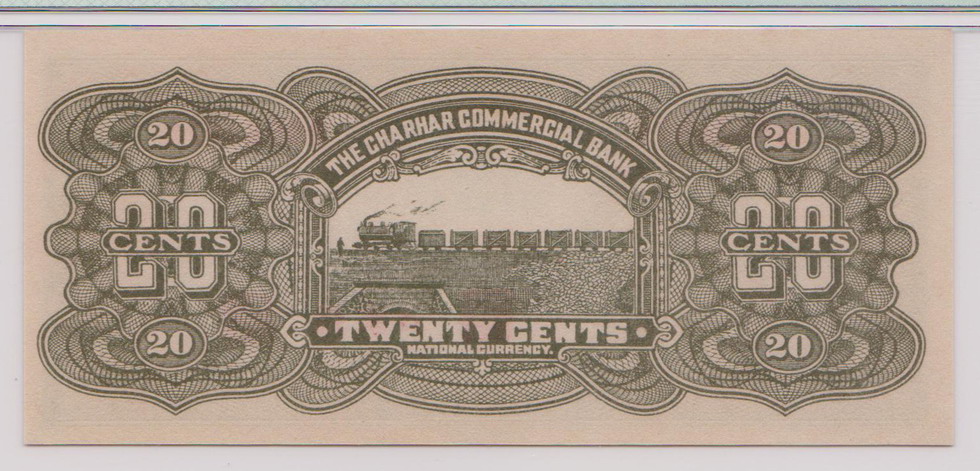 THE CHARHAR COMMERCIAL BANK
20
20
20 CENTS
20 CENTS
20
20
• TWENTY CENTS •
NATIONAL CURRENCY.